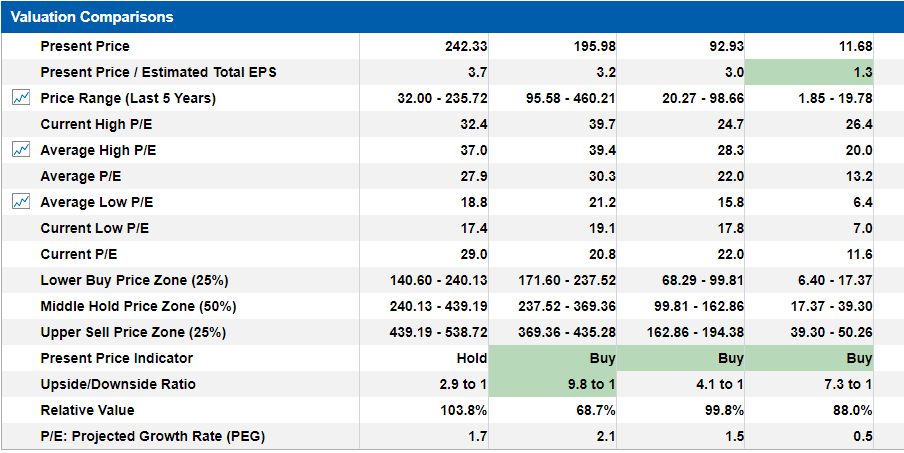 Valuation Comparisons
Present Price 242.33 195.98 92.93 11.68
Present Price / Estimated Total EPS 3.7 3.2 3.0 1.3
Price Range (Last 5 Years) 32.00 - 235.72 95.58 - 460.21 20.27 - 98.66 1.85 - 19.78
Current High P/E 32.4 39.7 24.7 26.4
Average High P/E 37.0 39.4 28.3 20.0
Average P/E 27.9 30.3 22.0 13.2
Average Low P/E 18.8 21.2 15.8 6.4
Current Low P/E 17.4 19.1 17.8 7.0
Current P/E 29.0 20.8 22.0 11.6
Lower Buy Price Zone (25%) 140.60 - 240.13 171.60 - 237.52 68.29 - 99.81 6.40 - 17.37
Middle Hold Price Zone (50%) 240.13 - 439.19 237.52 - 369.36 99.81 - 162.86 17.37 - 39.30
Upper Sell Price Zone (25%) 439.19 - 538.72 369.36 - 435.28 162.86 - 194.38 39.30 - 50.26
Present Price Indicator Hold Buy Buy Buy
Upside/Downside Ratio 2.9 to 1 9.8 to 1 4.1 to 1 7.3 to 1
Relative Value 103.8% 68.7% 99.8% 88.0%
P/E: Projected Growth Rate (PEG) 1.7 2.1 1.5 0.5